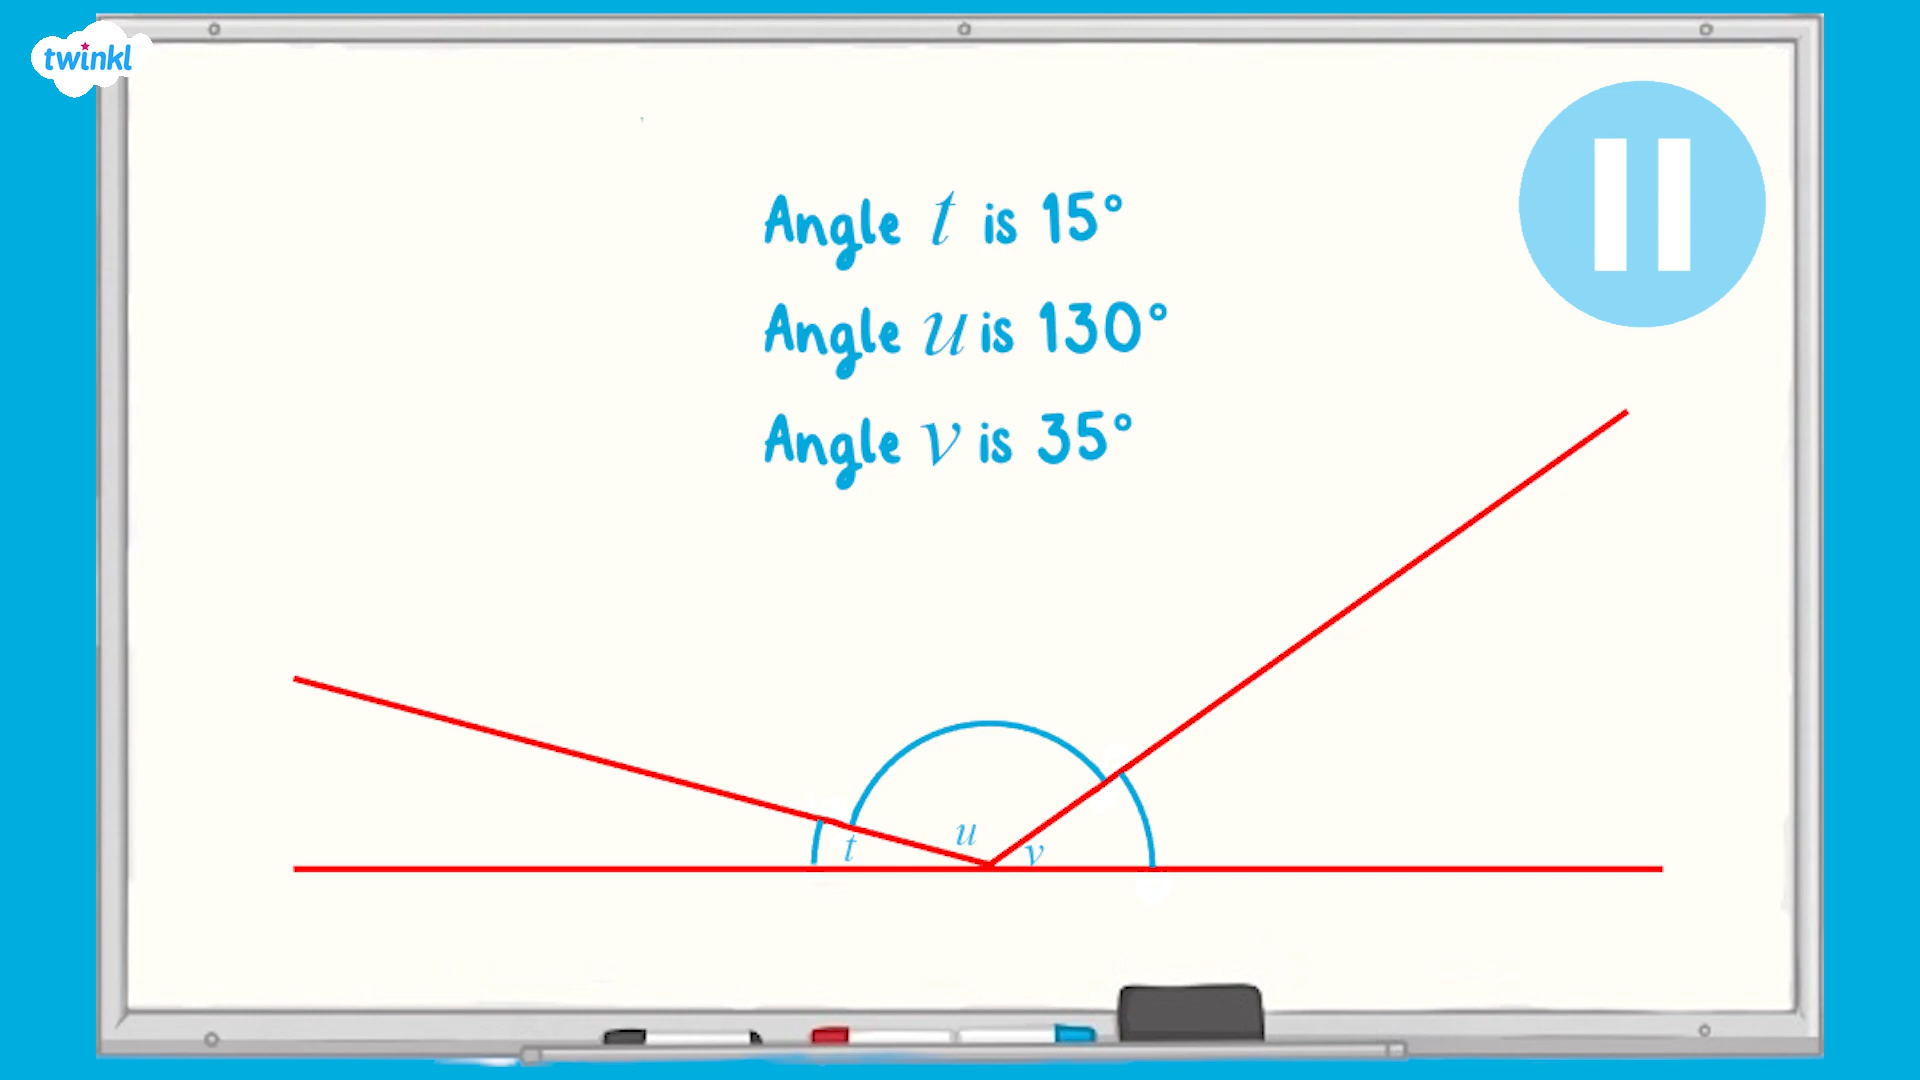 twinkl
Angle t is 15°
Angle u is 130°
Angle v is 35°
u
t
v